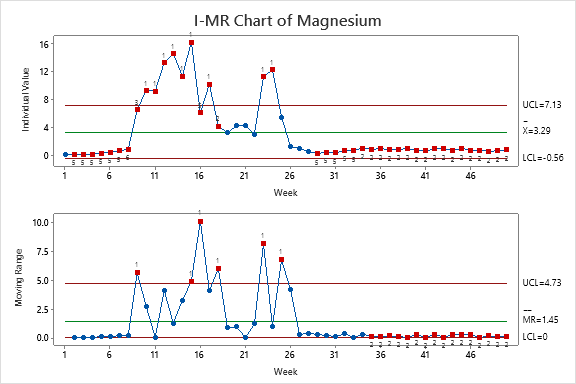 I-MR Chart of Magnesium
16
12
8
4
0
Individual Value
UCL=7.13
X=3.29
LCL=-0.56
1 6 11 16 21 26 31 36 41 46
Week
10.0
7.5
5.0
2.5
0.0
Moving Range
UCL=4.73
MR=1.45
LCL=0
1 6 11 16 21 26 31 36 41 46
Week